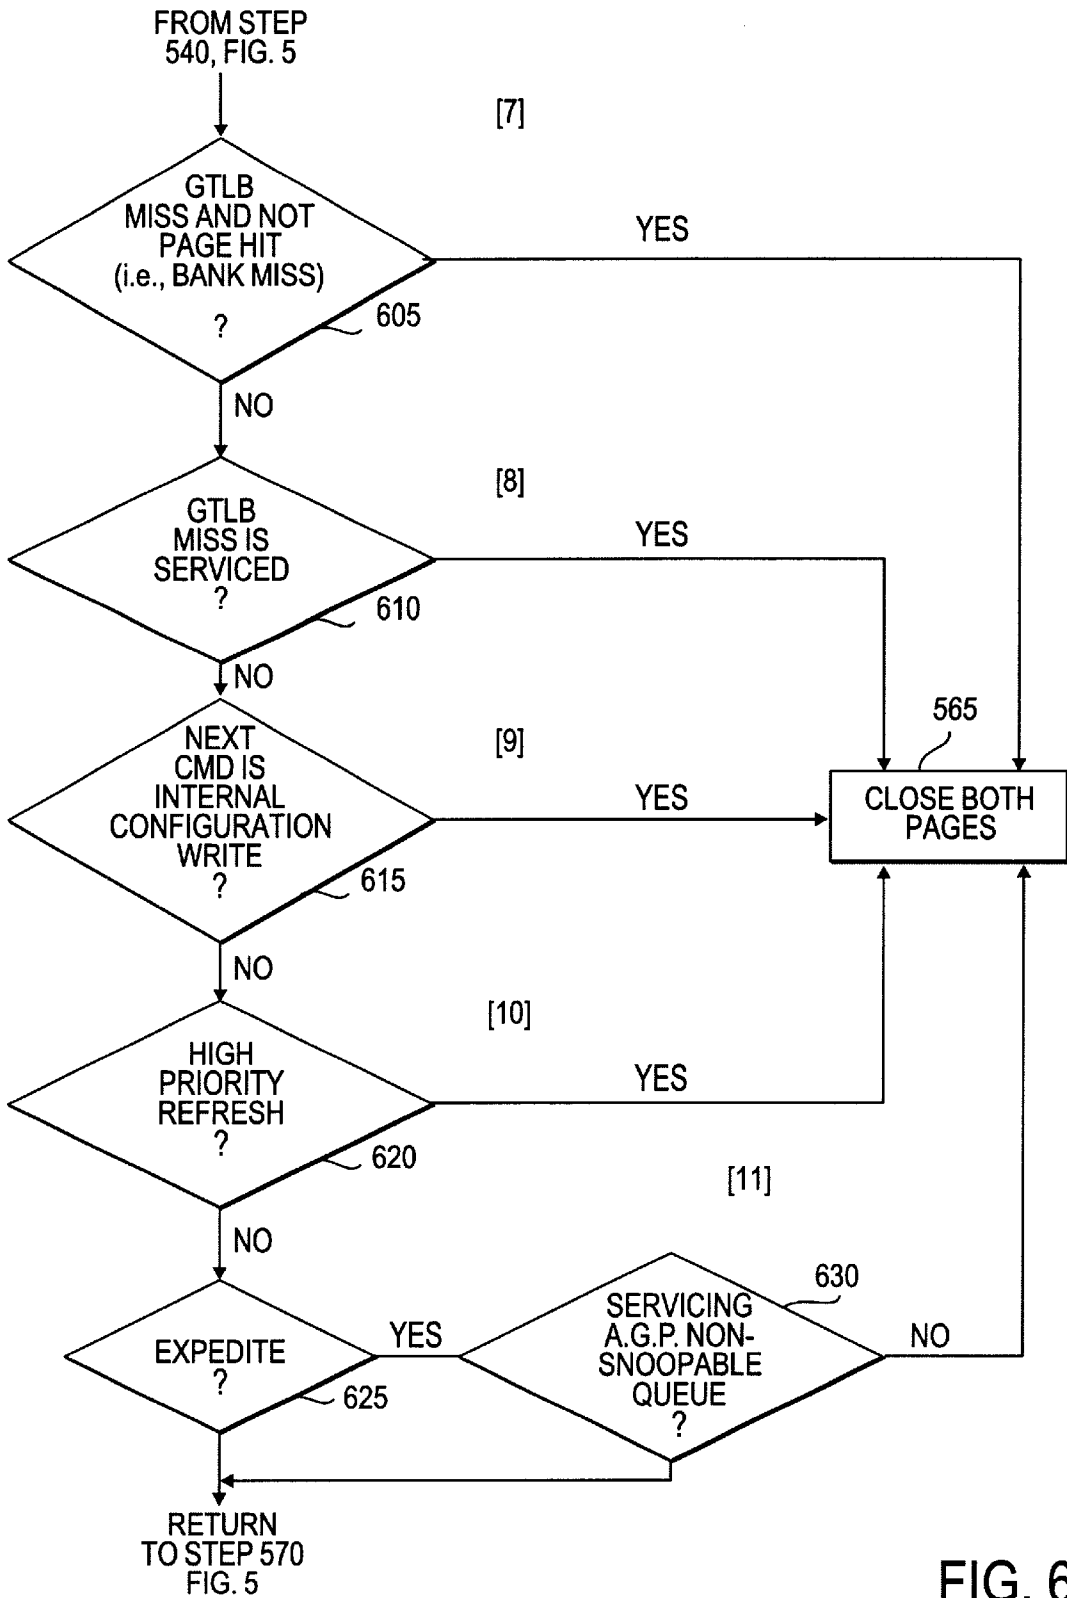 FROM STEP
540, FIG. 5
[7]
GTLB
MISS AND NOT
PAGE HIT
(i.e., BANK MISS)
?
YES
605
NO
[8]
GTLB
MISS IS
SERVICED
?
YES
610
NO
[9]
NEXT
CMD IS
INTERNAL
CONFIGURATION
WRITE
?
YES
615
565
CLOSE BOTH
PAGES
NO
[10]
HIGH
PRIORITY
REFRESH
?
YES
620
NO
[11]
EXPEDITE
?
YES
625
SERVICING
A.G.P. NON-
SNOOPABLE
QUEUE
?
630
NO
RETURN
TO STEP 570
FIG. 5
FIG. 6